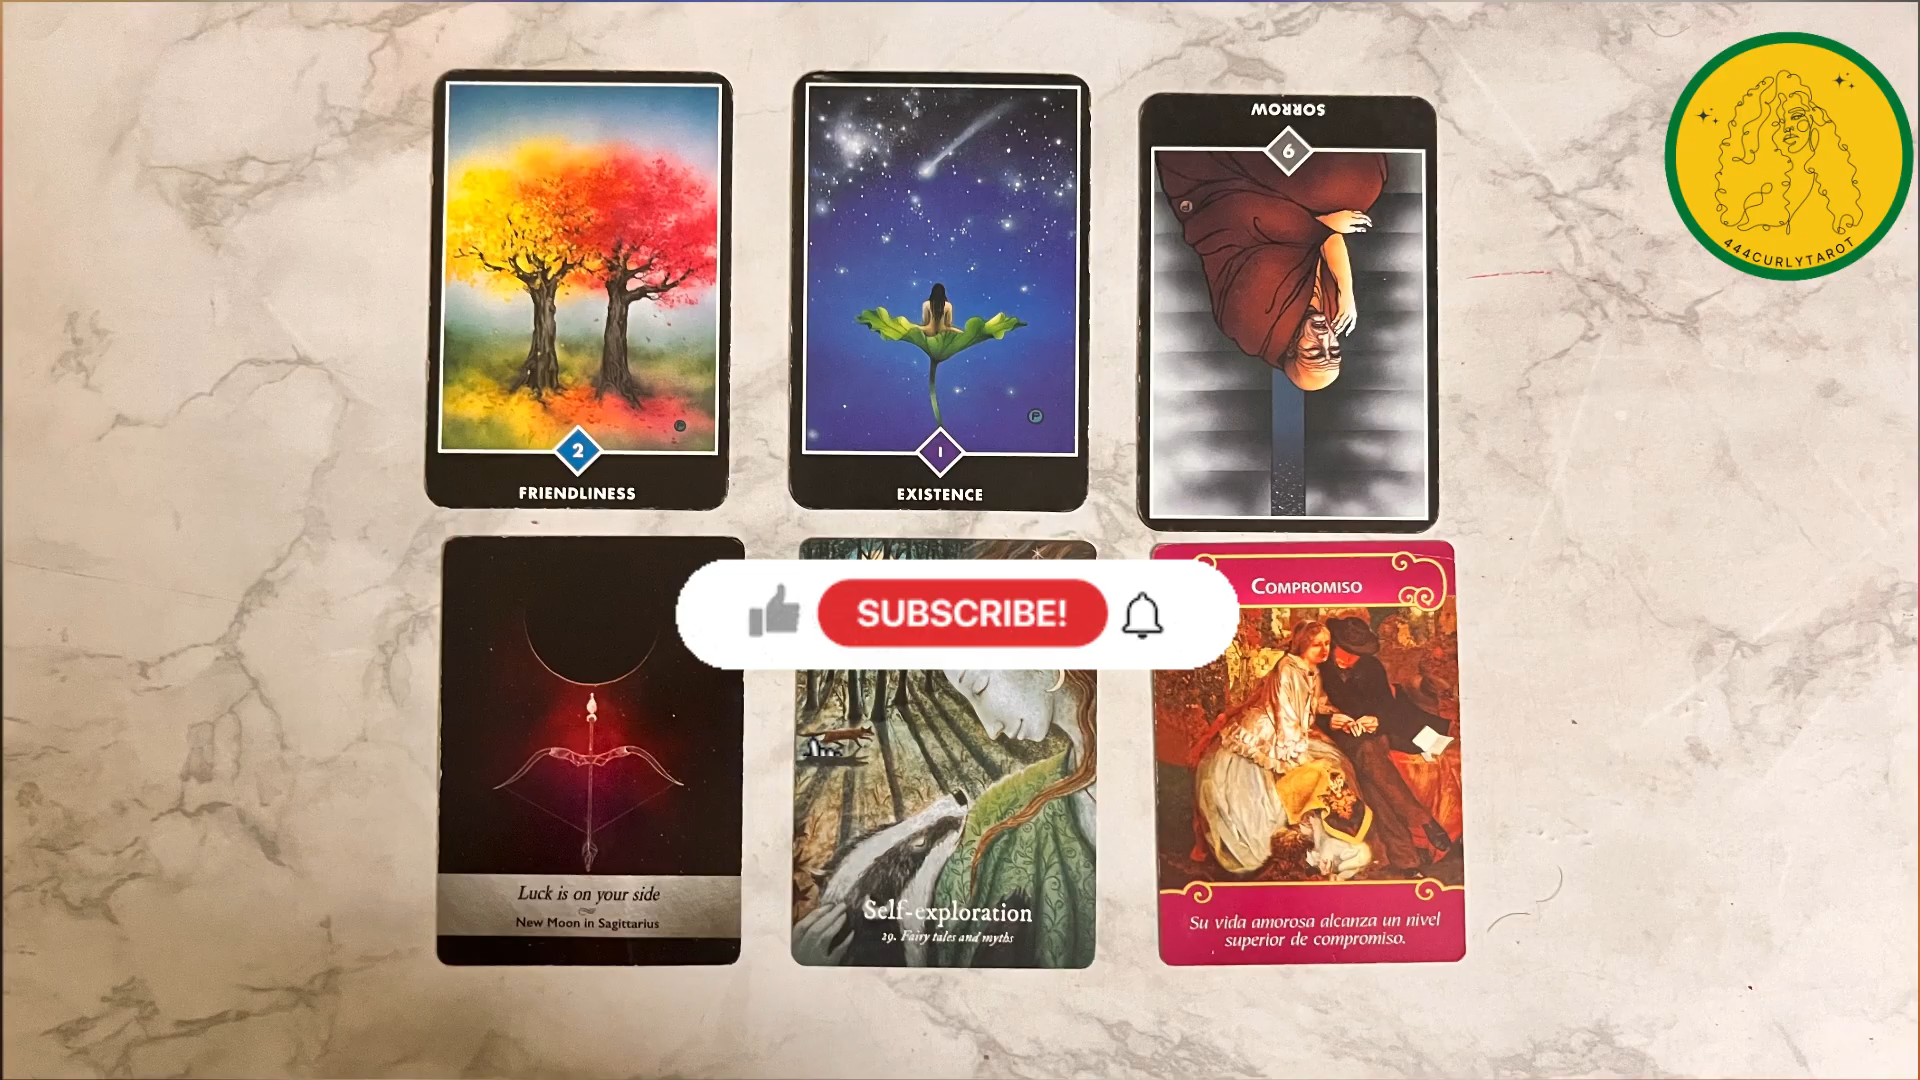 SORROW
6
444CURLYTAROT
2
FRIENDLINESS
I
EXISTENCE
SUBSCRIBE!
Luck is on your side
New Moon in Sagittarius
Self-exploration
29. Fairy tales and myths
COMPROMISO
Su vida amorosa alcanza un nivel
superior de compromiso.